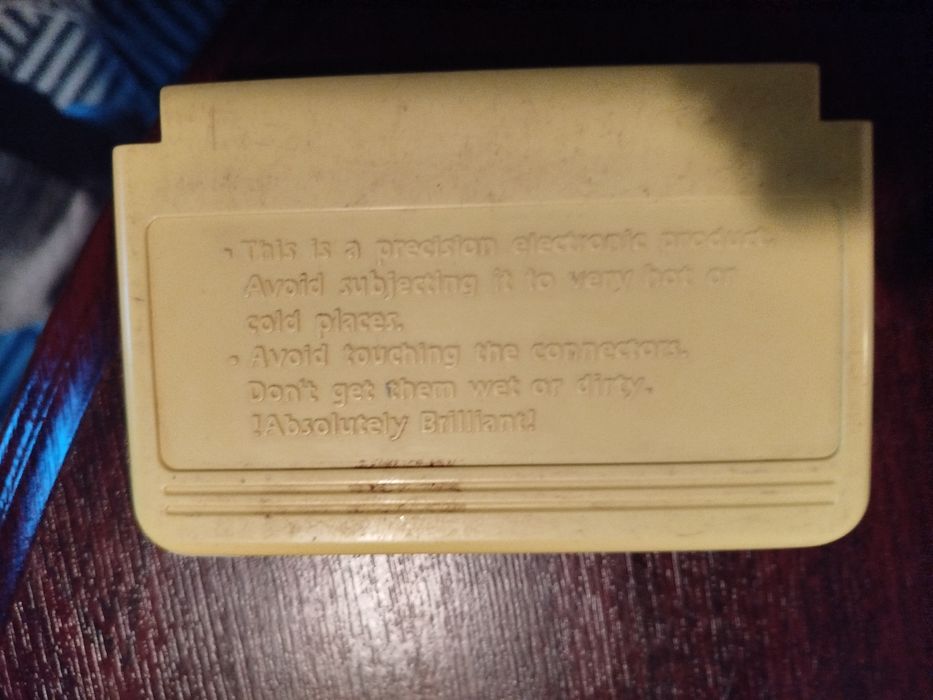 • This is a precision electronic product.
Avoid subjecting it to very hot or
cold places.
• Avoid touching the connectors.
Don't get them wet or dirty.
!Absolutely Brilliant!